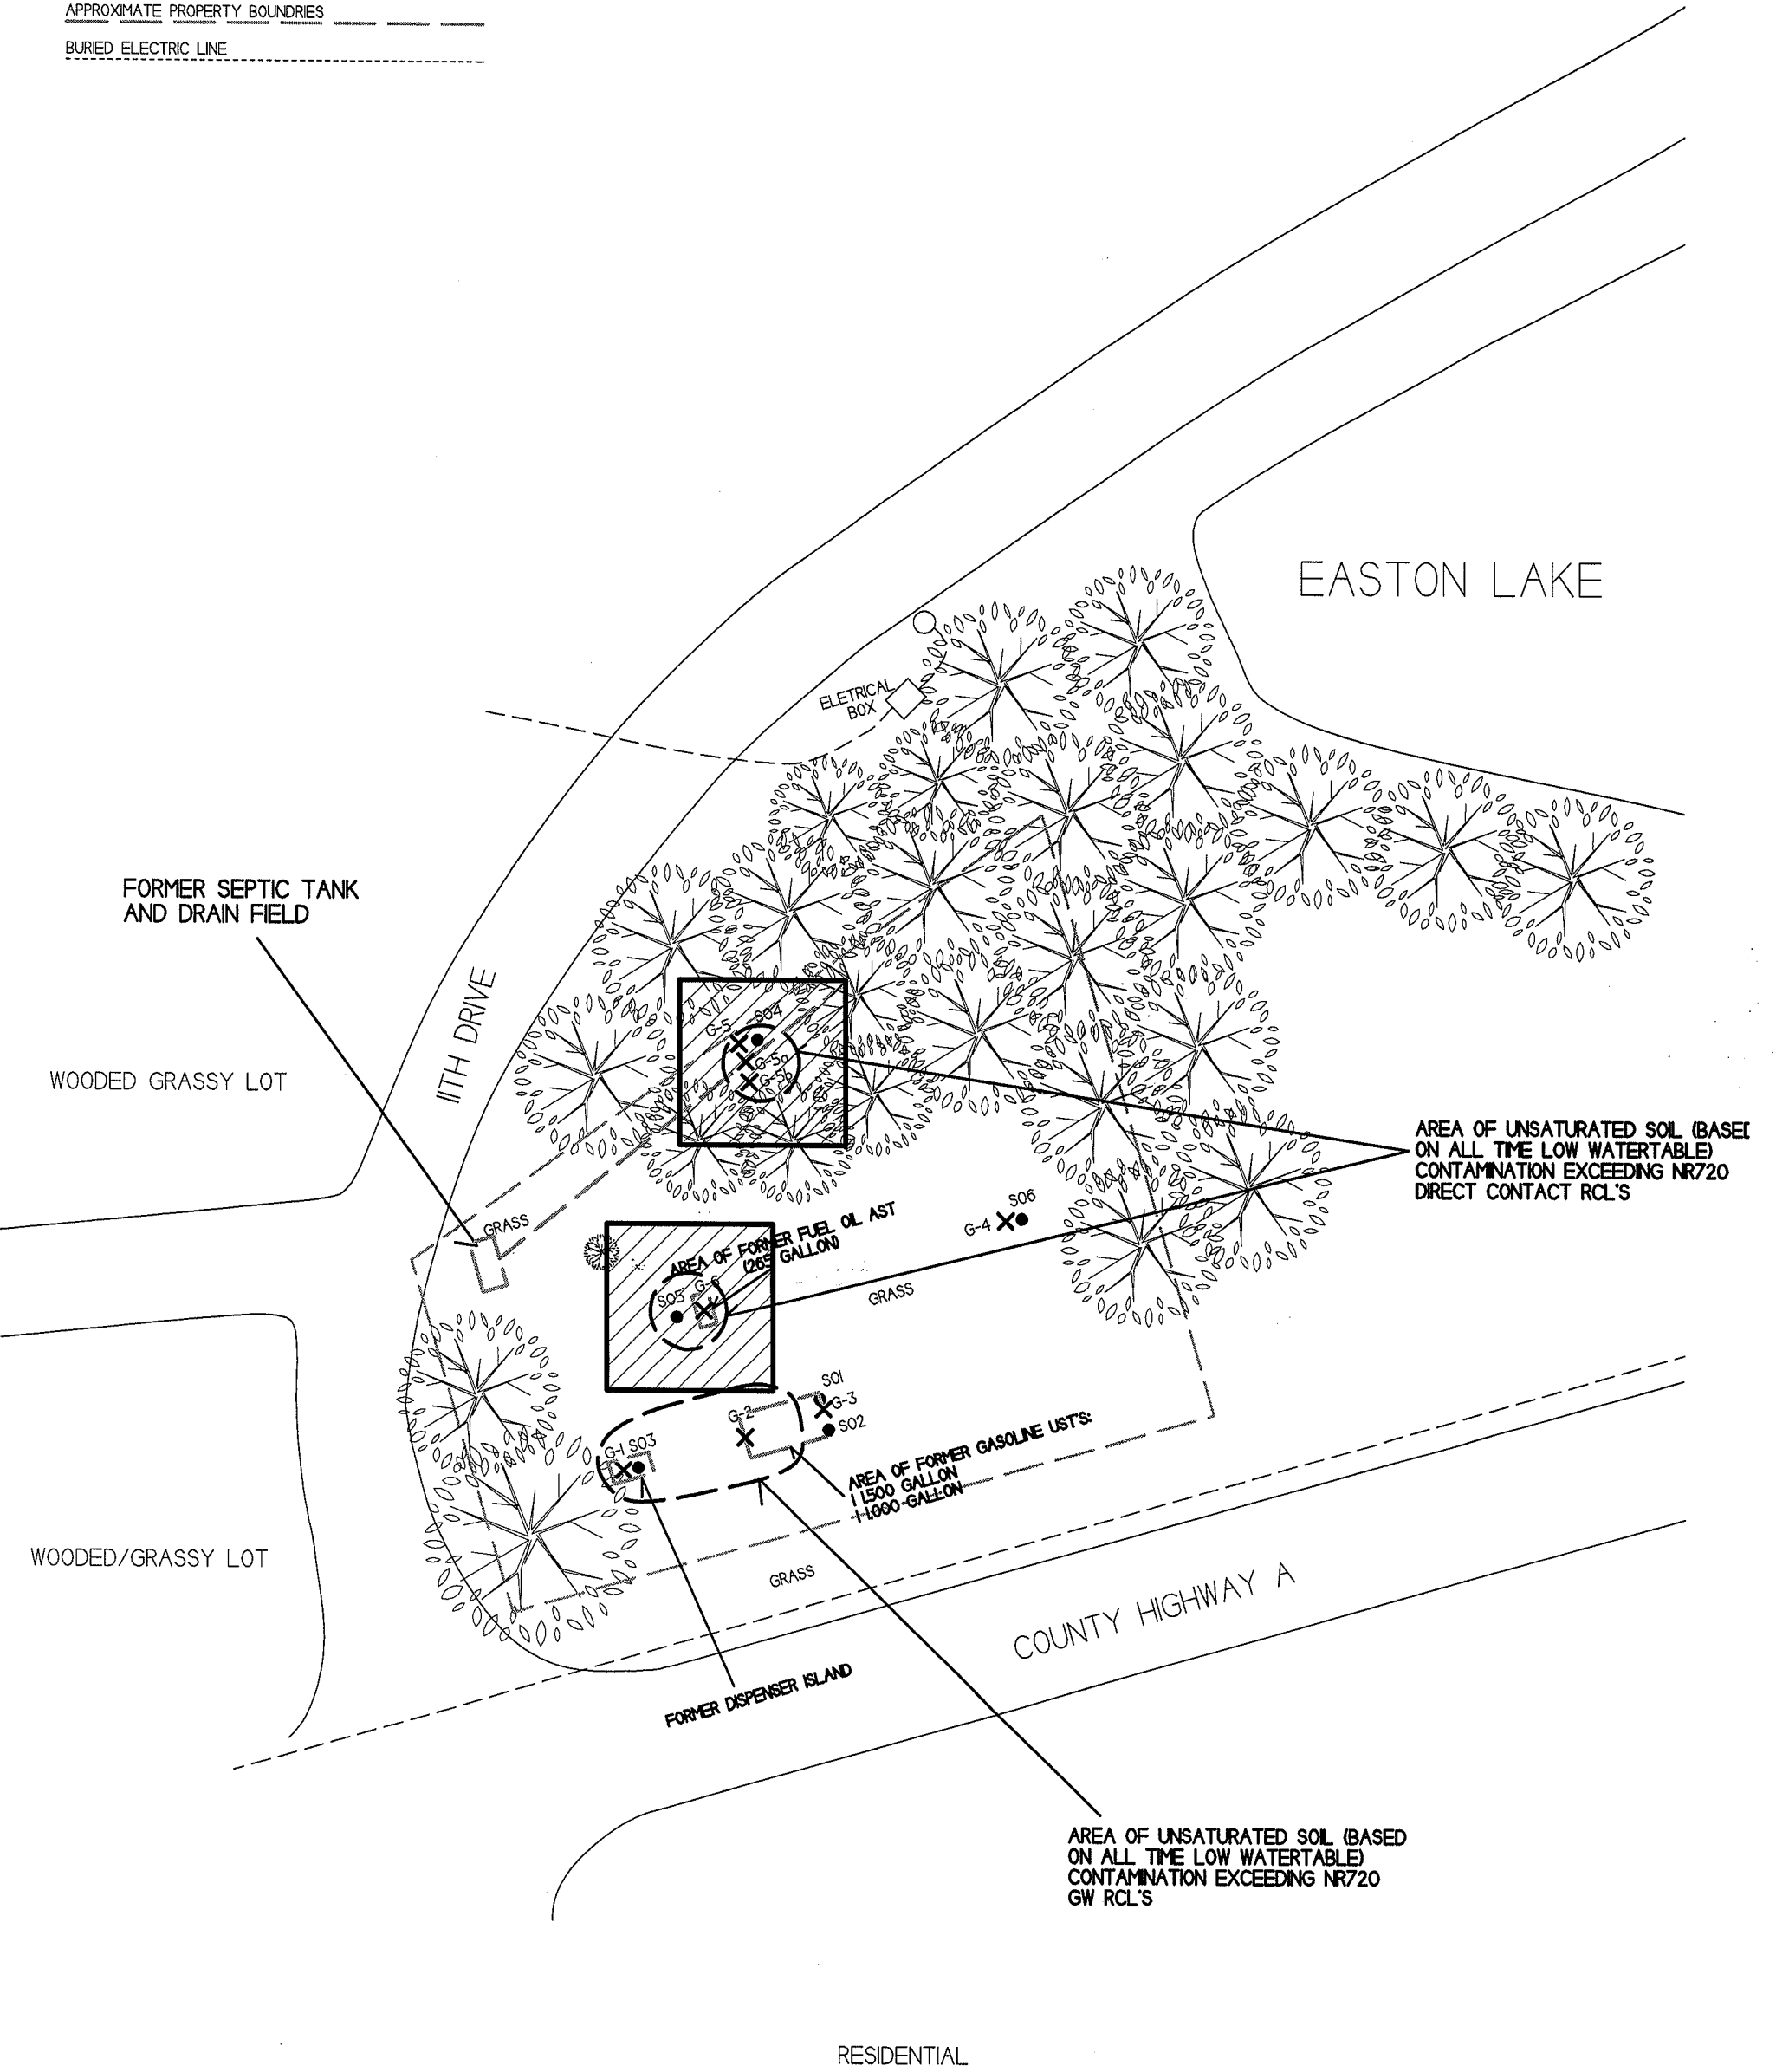 APPROXIMATE PROPERTY BOUNDRIES
BURIED ELECTRIC LINE
EASTON LAKE
ELETRICAL
BOX
FORMER SEPTIC TANK
AND DRAIN FIELD
11TH DRIVE
WOODED GRASSY LOT
G-5
S04
G-5a
G-5b
AREA OF UNSATURATED SOIL (BASED
ON ALL TIME LOW WATERTABLE)
CONTAMINATION EXCEEDING NR720
DIRECT CONTACT RCL'S
GRASS
S06
G-4
AREA OF FORMER FUEL OIL AST
(265 GALLON)
G-6
S05
GRASS
S01
G-3
G-2
S02
G-1 S03
AREA OF FORMER GASOLINE UST'S:
1 1,500 GALLON
1 1,000-GALLON
WOODED/GRASSY LOT
GRASS
COUNTY HIGHWAY A
FORMER DISPENSER ISLAND
AREA OF UNSATURATED SOIL (BASED
ON ALL TIME LOW WATERTABLE)
CONTAMINATION EXCEEDING NR720
GW RCL'S
RESIDENTIAL